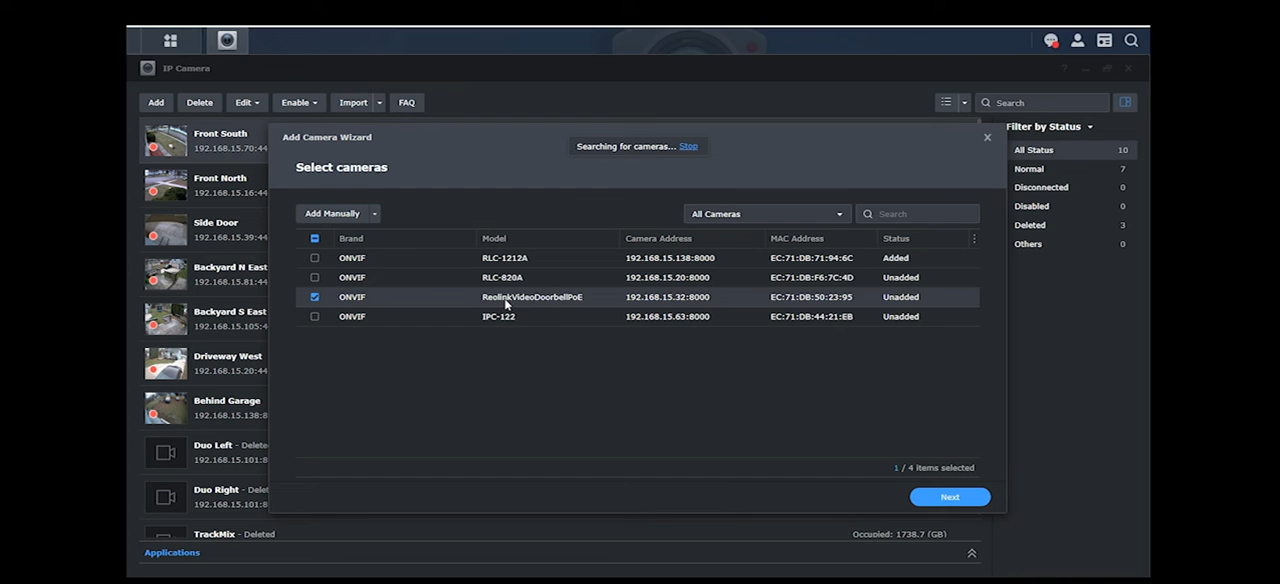 IP Camera
Add Delete Edit Enable Import FAQ Search
Add Camera Wizard
Searching for cameras... Stop
Select cameras
Add Manually All Cameras Search
Brand Model Camera Address MAC Address Status
ONVIF RLC-1212A 192.168.15.138:8000 EC:71:DB:71:94:6C Added
ONVIF RLC-820A 192.168.15.20:8000 EC:71:DB:F6:7C:4D Unadded
ONVIF ReolinkVideoDoorbellPoE 192.168.15.32:8000 EC:71:DB:50:23:95 Unadded
ONVIF IPC-122 192.168.15.63:8000 EC:71:DB:44:21:EB Unadded
1 / 4 items selected
Next
Front South
192.168.15.70:44
Front North
192.168.15.16:44
Side Door
192.168.15.39:44
Backyard N East
192.168.15.36:44
Backyard S East
192.168.15.105:4
Driveway West
192.168.15.20:44
Behind Garage
192.168.15.138:8
Duo Left - Delete
192.168.15.101:8
Duo Right - Delet
192.168.15.101:8
TrackMix - Deleted
Occupied: 1738.7 (GB)
Applications
Filter by Status
All Status 10
Normal 7
Disconnected 0
Disabled 0
Deleted 3
Others 0